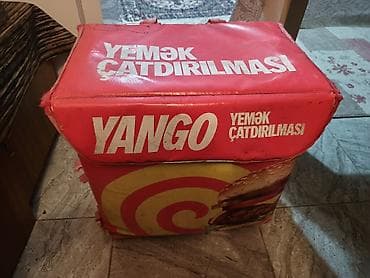 YEMƏK
ÇATDIRILMASI
YANGO
YEMƏK
ÇATDIRILMASI